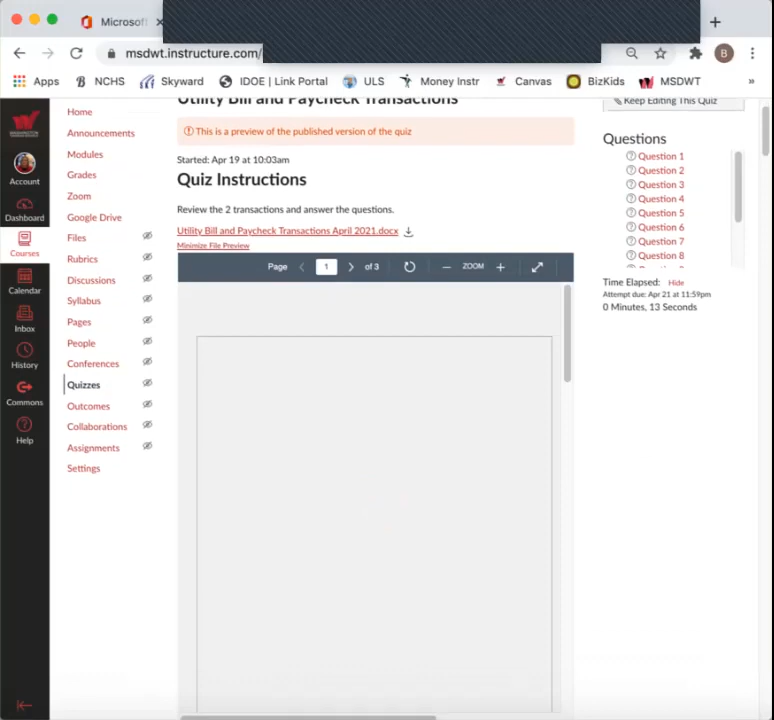 Microsoft
msdwt.instructure.com/
B
Apps
NCHS
Skyward
IDOE | Link Portal
ULS
Money Instr
Canvas
BizKids
MSDWT
»
Account
Dashboard
Courses
Calendar
Inbox
History
Commons
Help
Home
Announcements
Modules
Grades
Zoom
Google Drive
Files
Rubrics
Discussions
Syllabus
Pages
People
Conferences
Quizzes
Outcomes
Collaborations
Assignments
Settings
Utility Bill and Paycheck Transactions
This is a preview of the published version of the quiz
Started: Apr 19 at 10:03am
Quiz Instructions
Review the 2 transactions and answer the questions.
Utility Bill and Paycheck Transactions April 2021.docx
Minimize File Preview
Page 1 of 3 ZOOM
Keep Editing This Quiz
Questions
Question 1
Question 2
Question 3
Question 4
Question 5
Question 6
Question 7
Question 8
Time Elapsed: Hide
Attempt due: Apr 21 at 11:59pm
0 Minutes, 13 Seconds